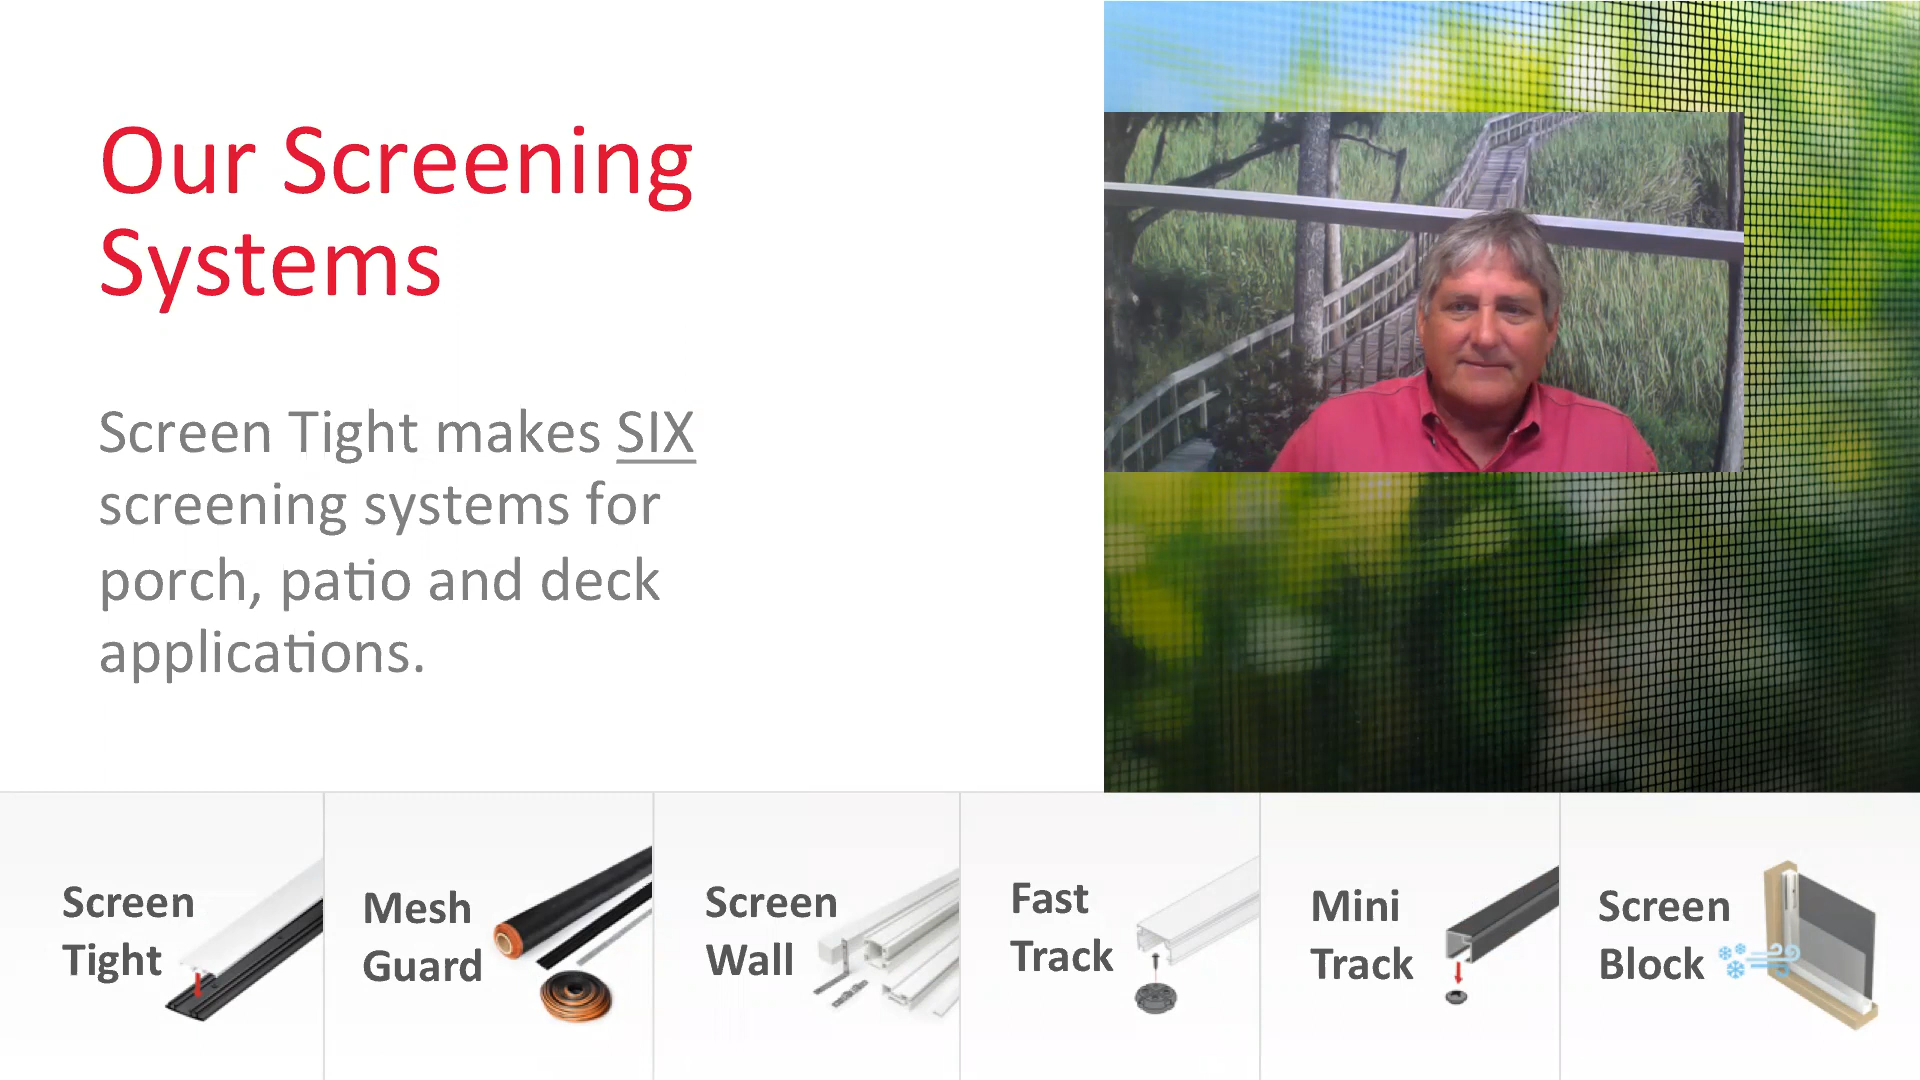 Our Screening
Systems
Screen Tight makes SIX
screening systems for
porch, patio and deck
applications.
Screen
Tight
Mesh
Guard
Screen
Wall
Fast
Track
Mini
Track
Screen
Block